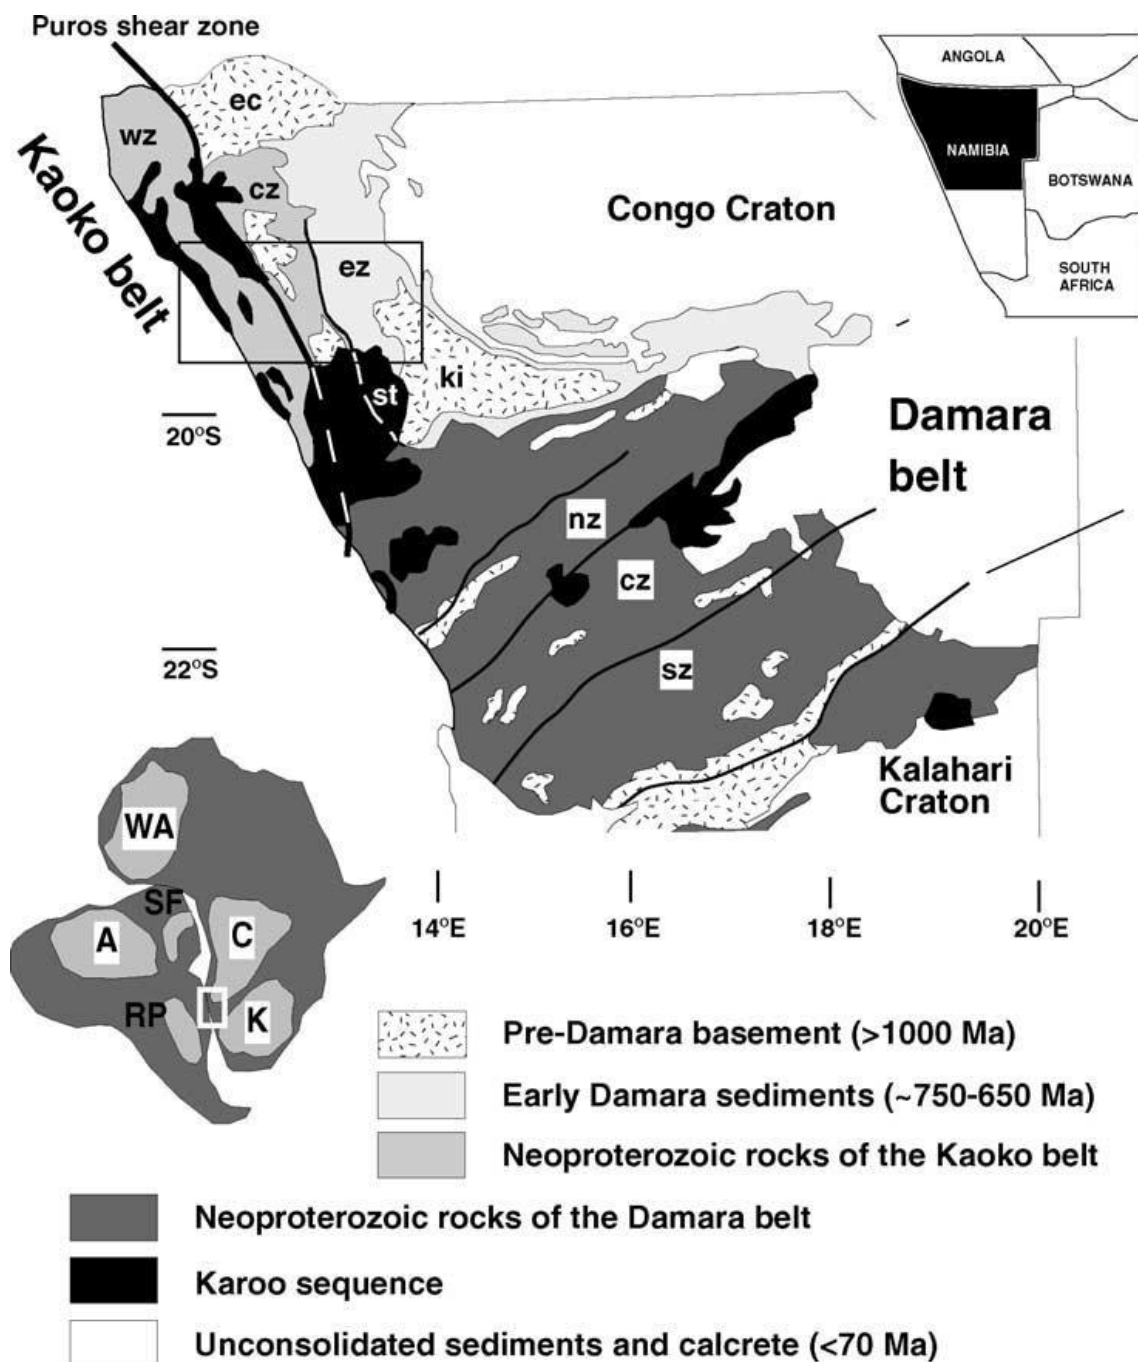 Puros shear zone
ANGOLA
NAMIBIA
BOTSWANA
SOUTH
AFRICA
ec
wz
cz
Kaoko belt
Congo Craton
ez
ki
st
20°S
Damara
belt
nz
cz
sz
22°S
Kalahari
Craton
WA
SF
A
C
RP
K
14°E
16°E
18°E
20°E
Pre-Damara basement (>1000 Ma)
Early Damara sediments (~750-650 Ma)
Neoproterozoic rocks of the Kaoko belt
Neoproterozoic rocks of the Damara belt
Karoo sequence
Unconsolidated sediments and calcrete (<70 Ma)